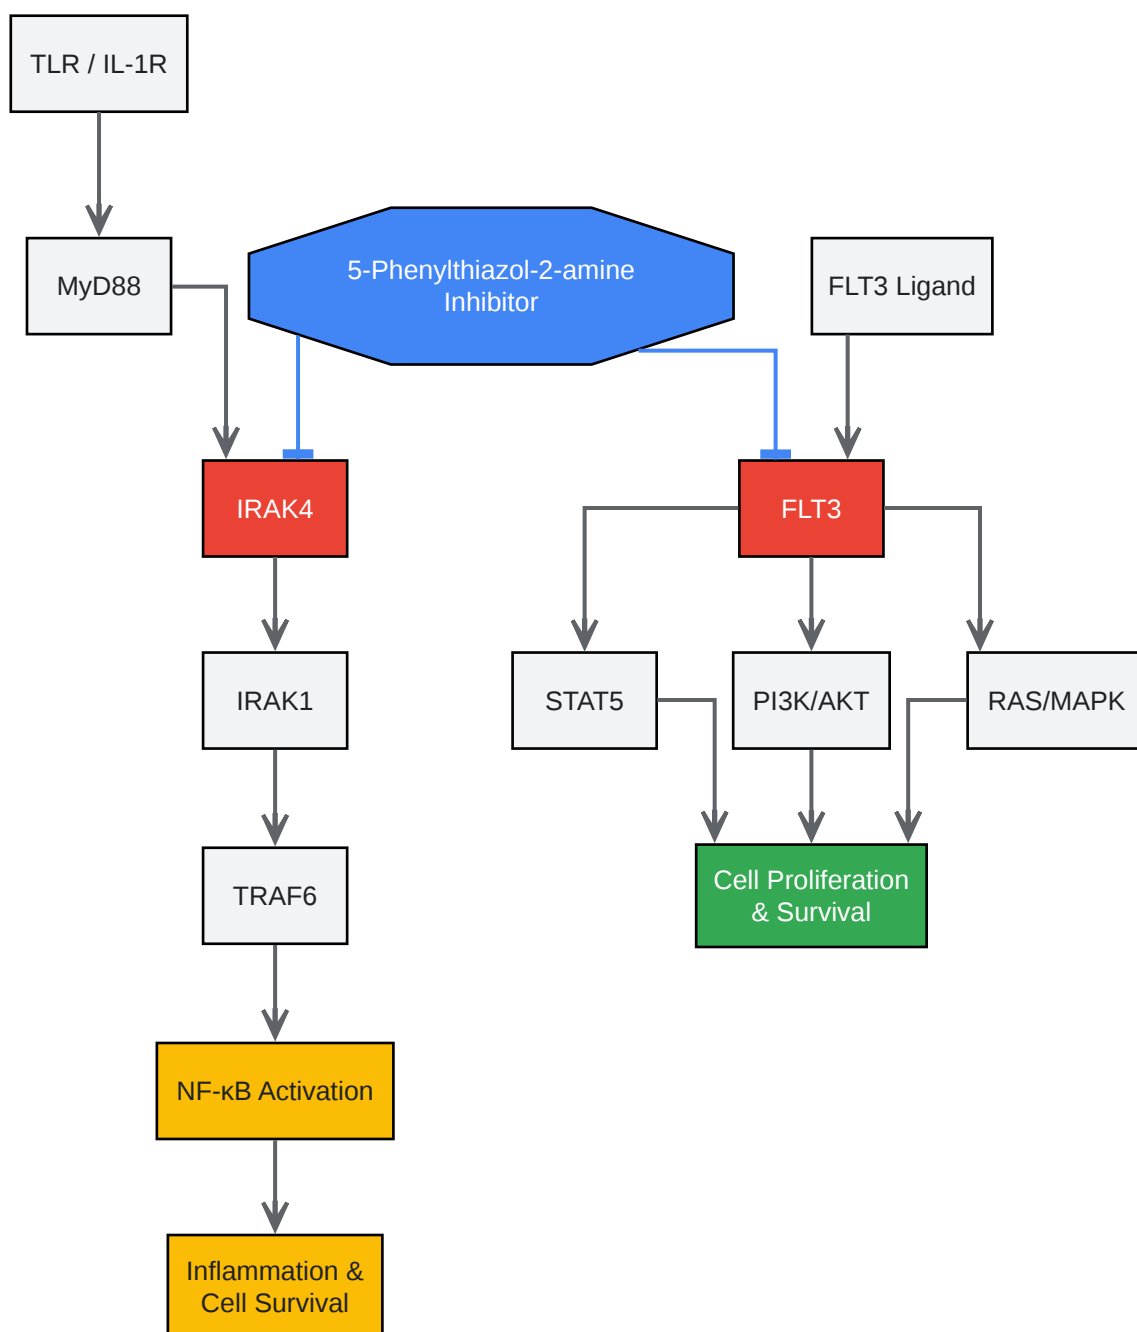 TLR / IL-1R
MyD88
5-Phenylthiazol-2-amine
Inhibitor
FLT3 Ligand
IRAK4
FLT3
IRAK1
STAT5
PI3K/AKT
RAS/MAPK
TRAF6
Cell Proliferation
& Survival
NF-κB Activation
Inflammation &
Cell Survival